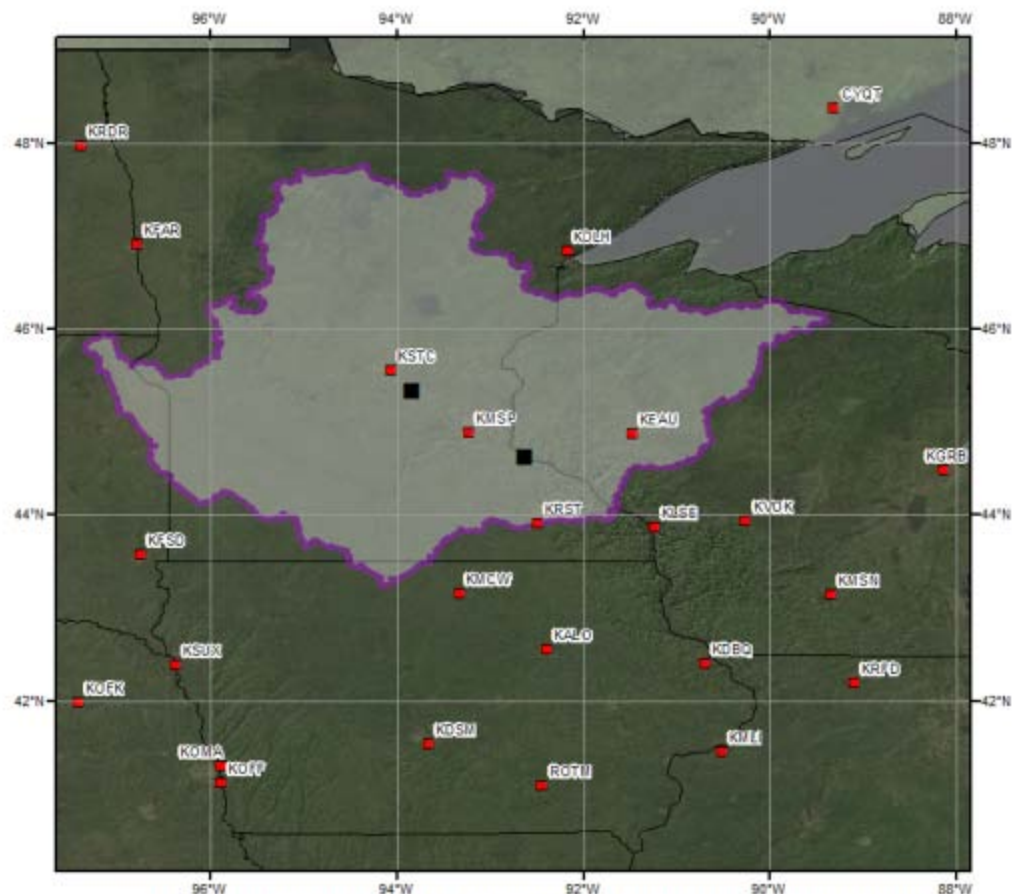 96°W 94°W 92°W 90°W 88°W
CYQT
48°N KRDR 48°N
KFAR KDLH
46°N 46°N
KSTC
KMSP KEAU
KGRB
44°N KRST KLSE KVOK 44°N
KFSD
KMCW KMSN
KALO KDBQ
KSUX KRFD
KOFK
42°N 42°N
KDSM KMLI
KOMA
KOFF
ROTM
96°W 94°W 92°W 90°W 88°W